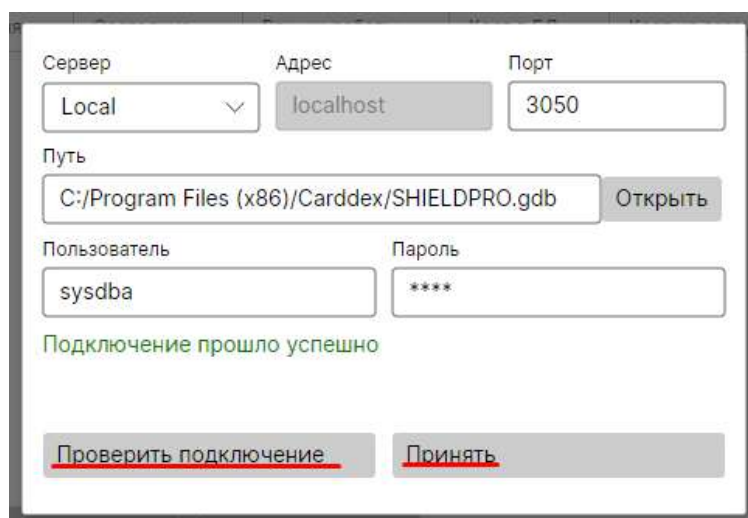 Сервер Адрес Порт
Local localhost 3050
Путь
C:/Program Files (x86)/Carddex/SHIELDPRO.gdb Открыть
Пользователь Пароль
sysdba ****
Подключение прошло успешно
Проверить подключение Принять